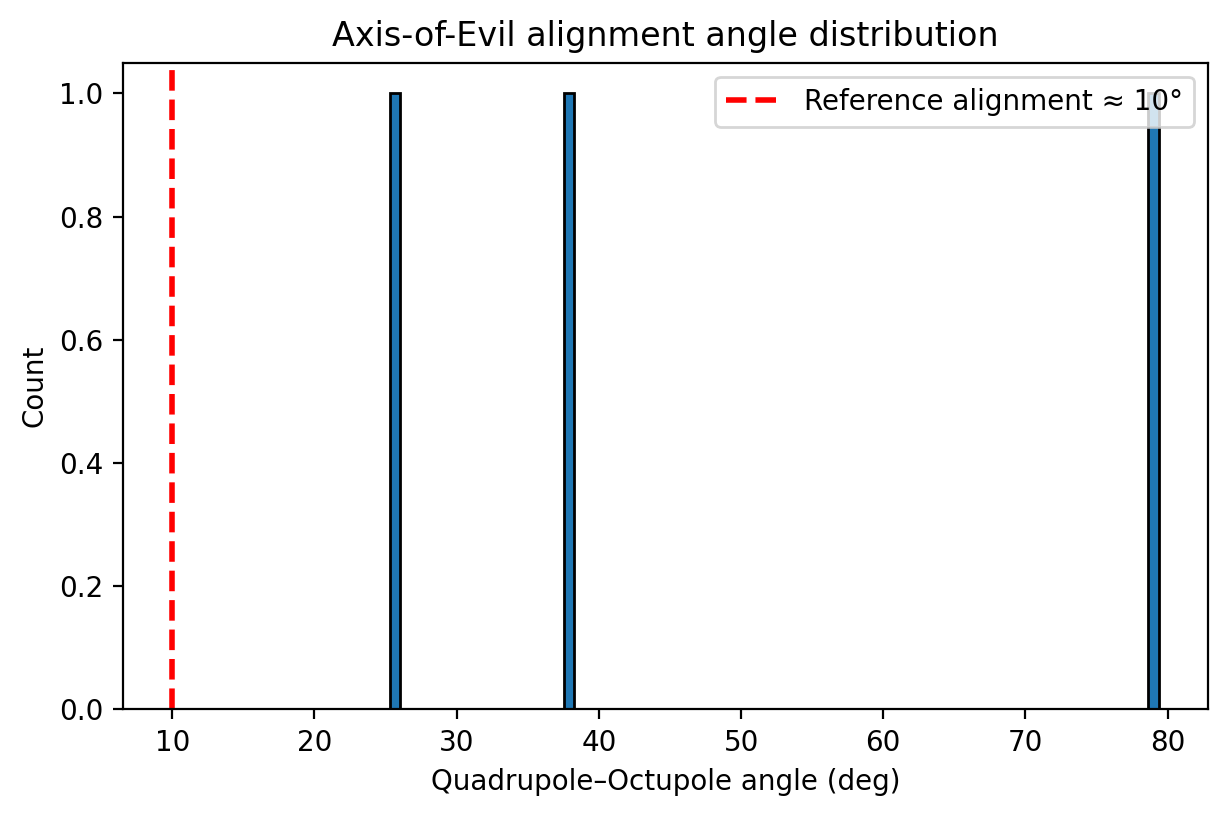 Axis-of-Evil alignment angle distribution
Reference alignment ≈ 10°
1.0
0.8
0.6
0.4
0.2
0.0
Count
10 20 30 40 50 60 70 80
Quadrupole–Octupole angle (deg)